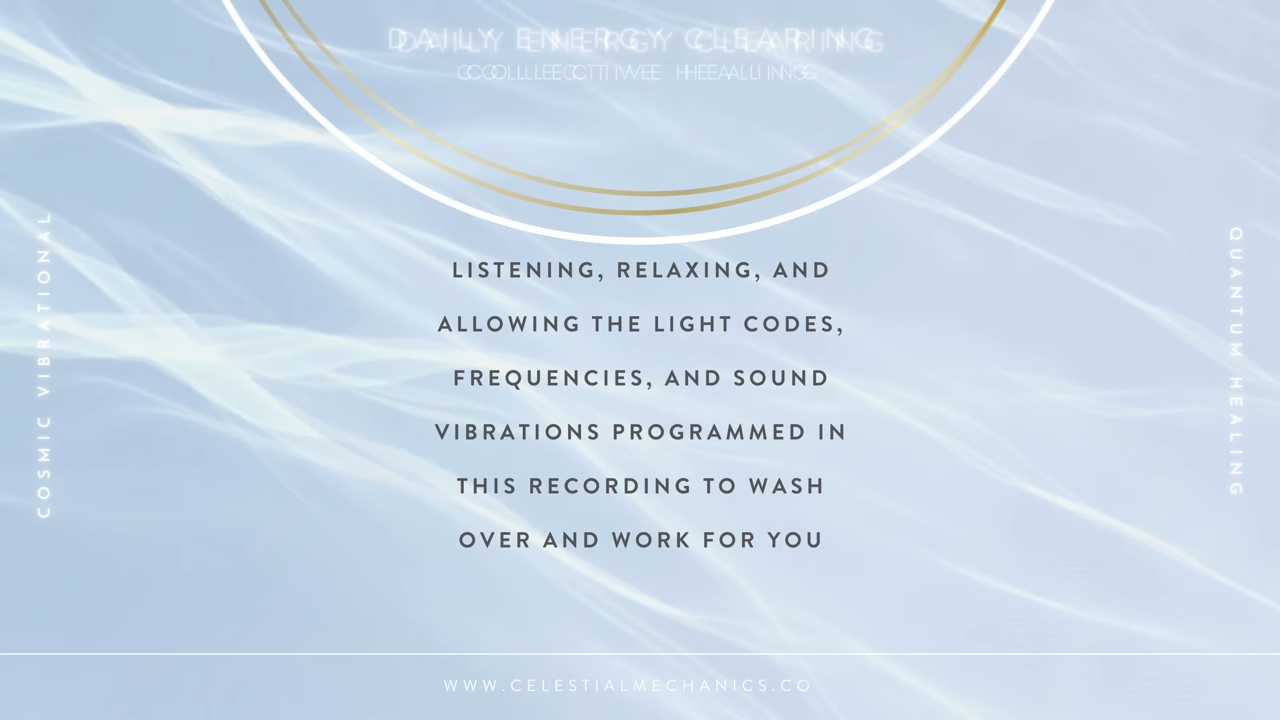 DAILY ENERGY CLEARING
COLLECTIVE HEALING
COSMIC VIBRATIONAL
QUANTUM HEALING
LISTENING, RELAXING, AND
ALLOWING THE LIGHT CODES,
FREQUENCIES, AND SOUND
VIBRATIONS PROGRAMMED IN
THIS RECORDING TO WASH
OVER AND WORK FOR YOU
WWW.CELESTIALMECHANICS.CO